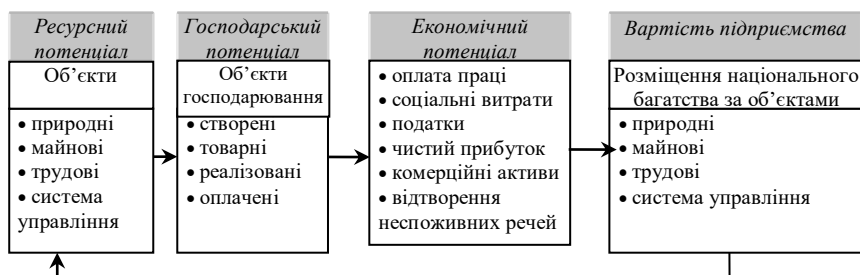 Ресурсний
потенціал
Об’єкти
• природні
• майнові
• трудові
• система
управління
Господарський
потенціал
Об’єкти
господарювання
• створені
• товарні
• реалізовані
• оплачені
Економічний
потенціал
• оплата праці
• соціальні витрати
• податки
• чистий прибуток
• комерційні активи
• відтворення
неспоживних речей
Вартість підприємства
Розміщення національного
багатства за об’єктами
• природні
• майнові
• трудові
• система управління